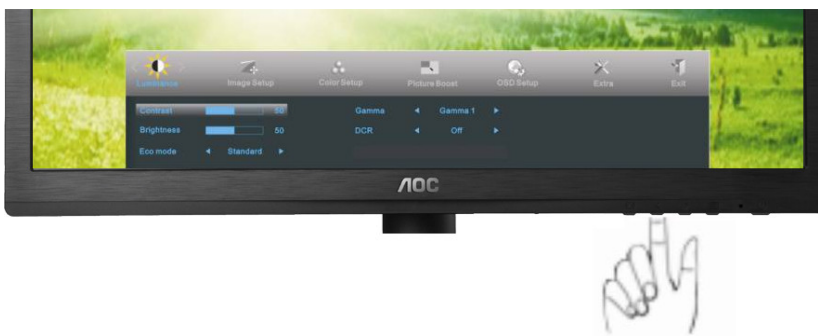 Luminance Image Setup Color Setup Picture Boost OSD Setup Extra Exit
Contrast 50 Gamma Gamma 1
Brightness 50 DCR Off
Eco mode Standard
AOC